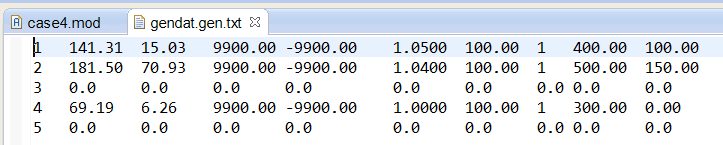 case4.mod gendat.gen.txt
1 141.31 15.03 9900.00 -9900.00 1.0500 100.00 1 400.00 100.00
2 181.50 70.93 9900.00 -9900.00 1.0400 100.00 1 500.00 150.00
3 0.0 0.0 0.0 0.0 0.0 0.0 0.0 0.0 0.0
4 69.19 6.26 9900.00 -9900.00 1.0000 100.00 1 300.00 0.00
5 0.0 0.0 0.0 0.0 0.0 0.0 0.0 0.0 0.0